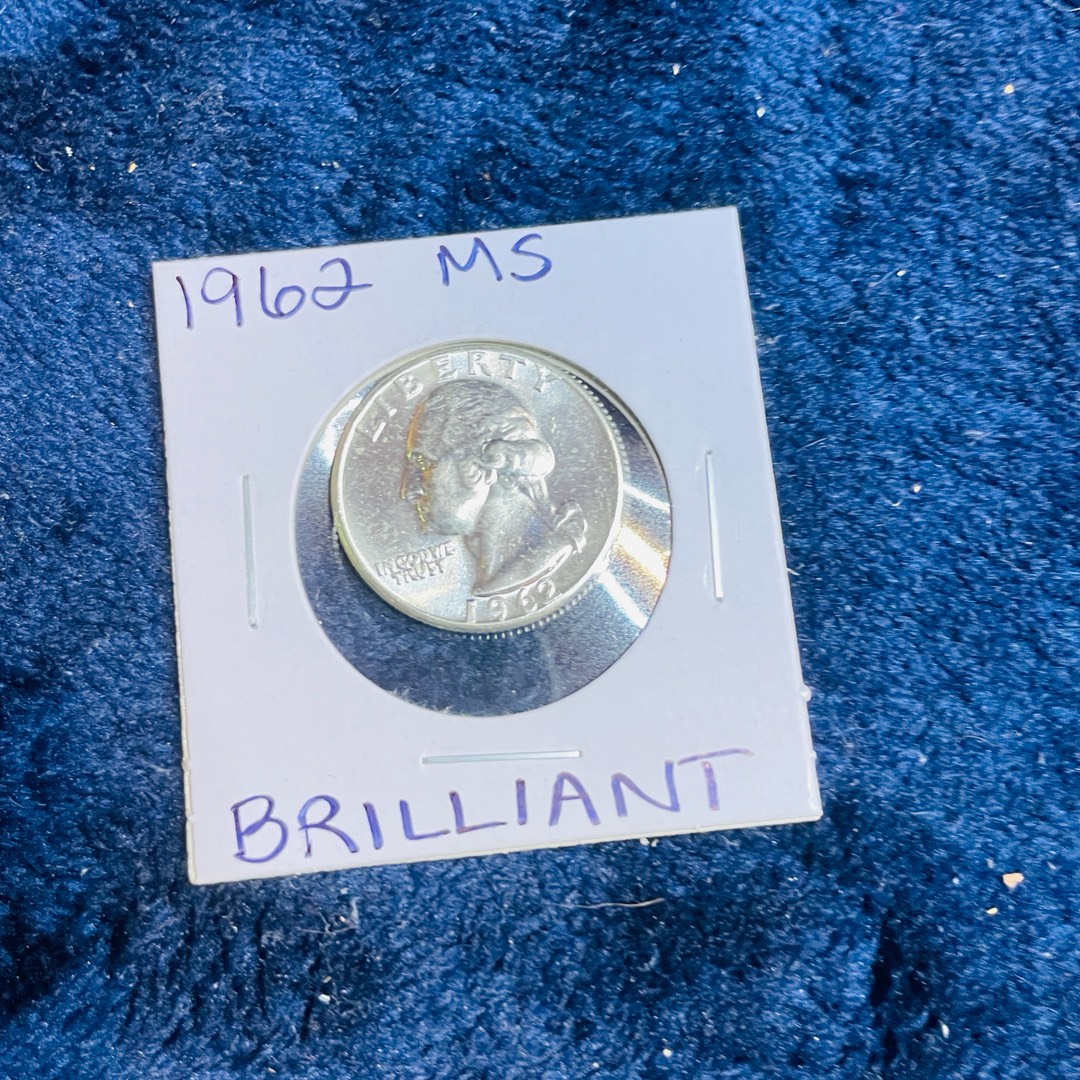 1962 MS
LIBERTY
IN GOD WE
TRUST
1962
BRILLIANT